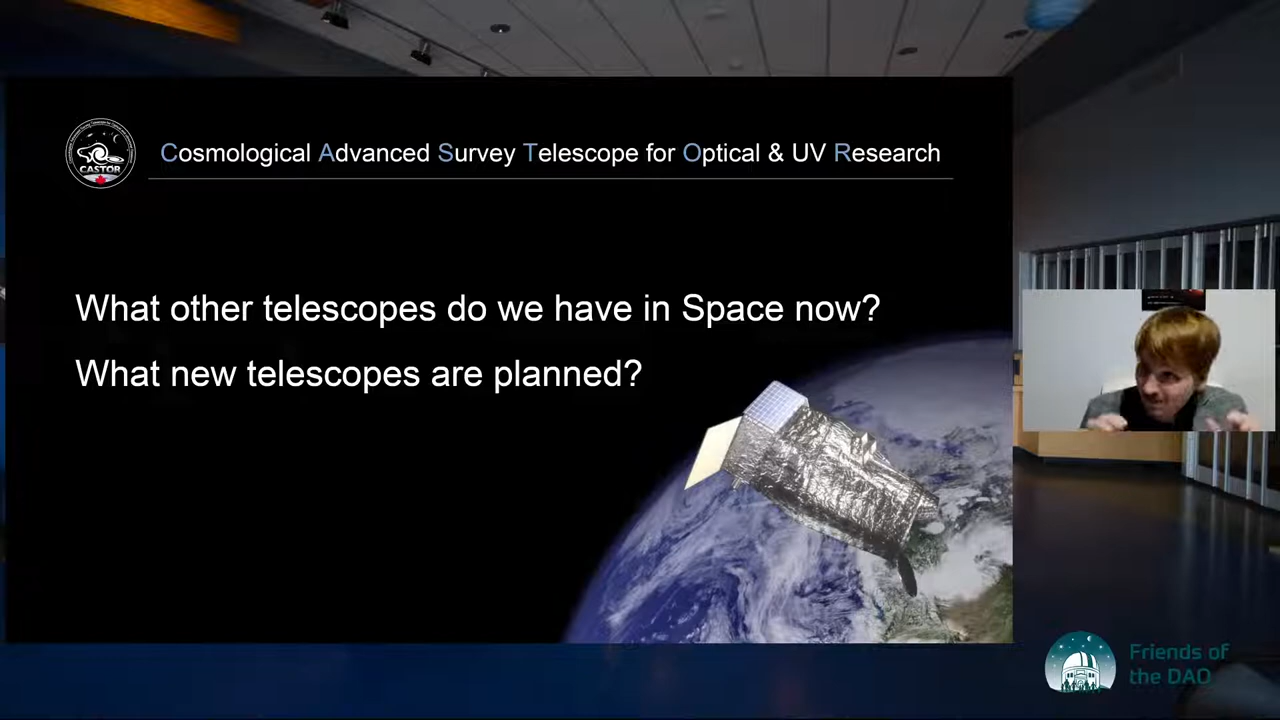 Cosmological Advanced Survey Telescope for Optical & UV Research
CASTOR
What other telescopes do we have in Space now?
What new telescopes are planned?
Friends of
the DAO